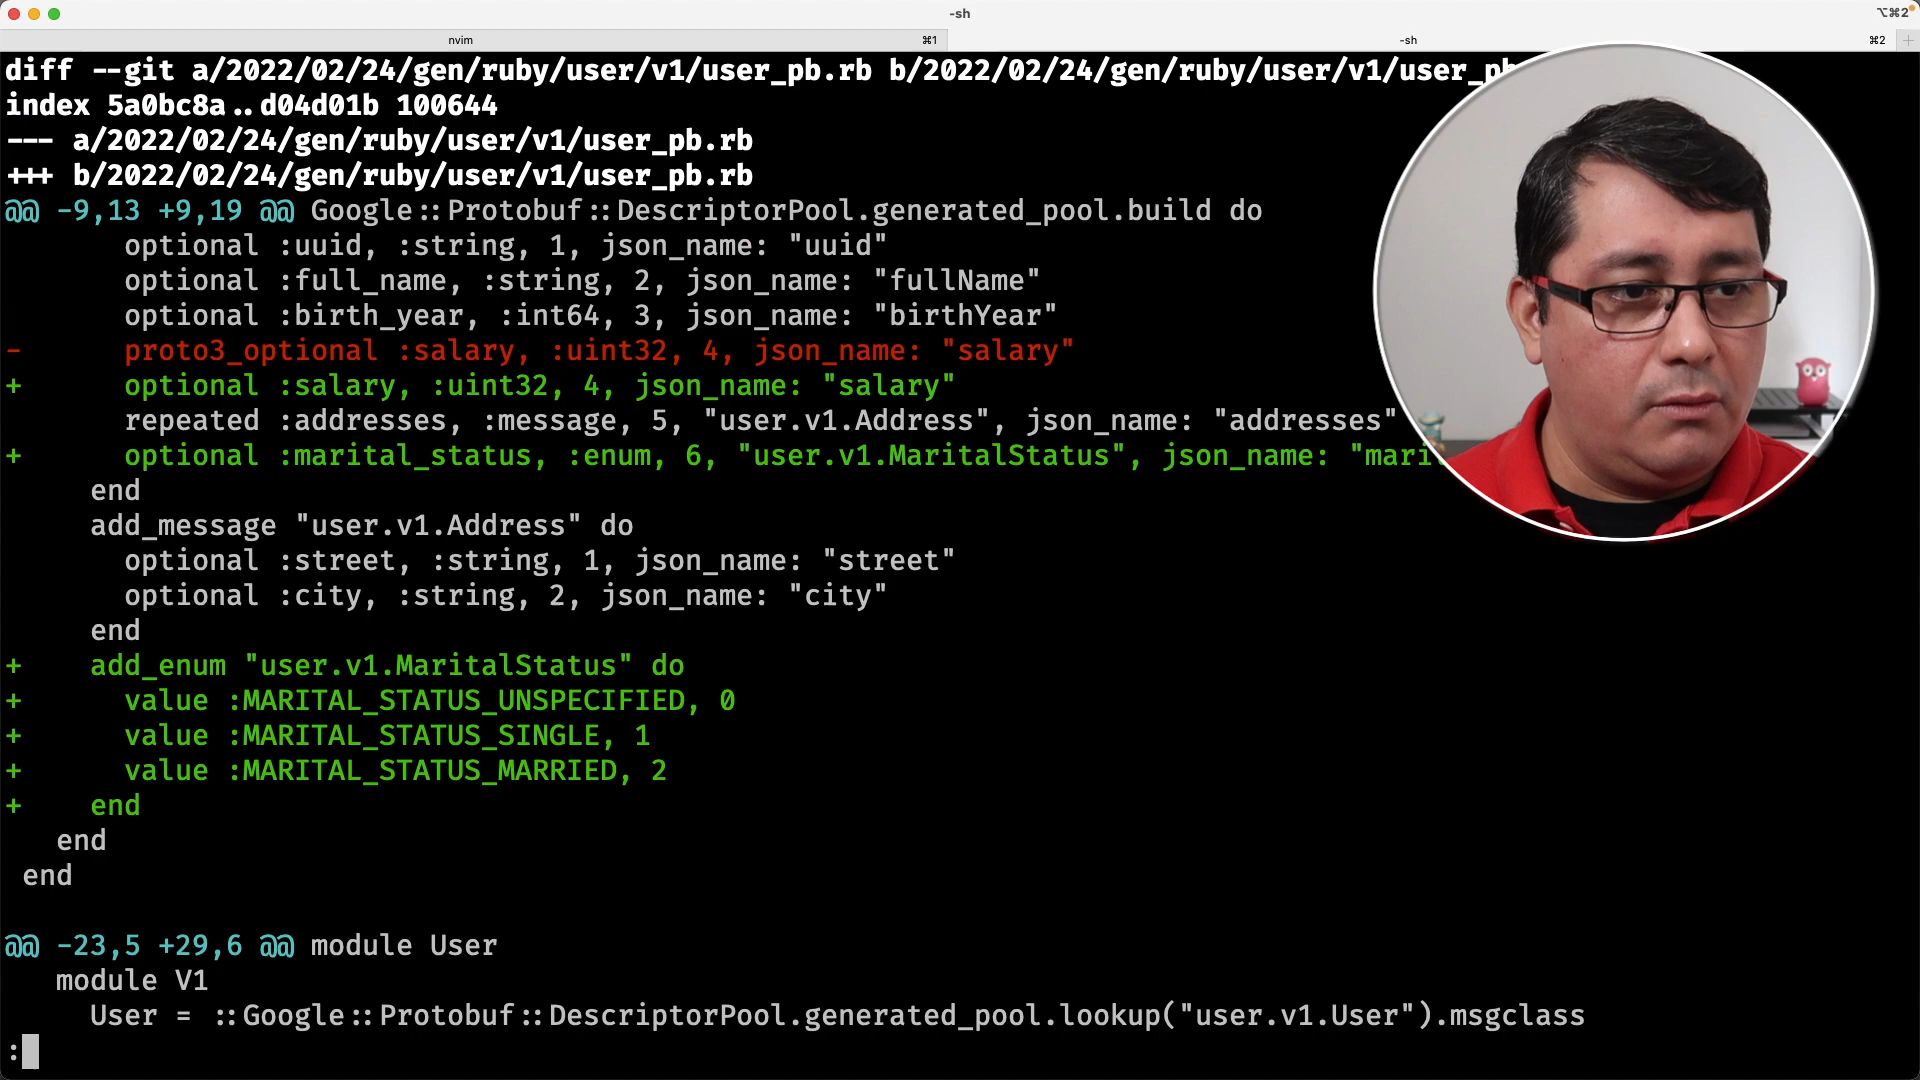 -sh
⌥⌘2
nvim ⌘1
-sh ⌘2
diff --git a/2022/02/24/gen/ruby/user/v1/user_pb.rb b/2022/02/24/gen/ruby/user/v1/user_pb
index 5a0bc8a..d04d01b 100644
--- a/2022/02/24/gen/ruby/user/v1/user_pb.rb
+++ b/2022/02/24/gen/ruby/user/v1/user_pb.rb
@@ -9,13 +9,19 @@ Google::Protobuf::DescriptorPool.generated_pool.build do
optional :uuid, :string, 1, json_name: "uuid"
optional :full_name, :string, 2, json_name: "fullName"
optional :birth_year, :int64, 3, json_name: "birthYear"
- proto3_optional :salary, :uint32, 4, json_name: "salary"
+ optional :salary, :uint32, 4, json_name: "salary"
repeated :addresses, :message, 5, "user.v1.Address", json_name: "addresses"
+ optional :marital_status, :enum, 6, "user.v1.MaritalStatus", json_name: "marit
end
add_message "user.v1.Address" do
optional :street, :string, 1, json_name: "street"
optional :city, :string, 2, json_name: "city"
end
+ add_enum "user.v1.MaritalStatus" do
+ value :MARITAL_STATUS_UNSPECIFIED, 0
+ value :MARITAL_STATUS_SINGLE, 1
+ value :MARITAL_STATUS_MARRIED, 2
+ end
end
end
@@ -23,5 +29,6 @@ module User
module V1
User = ::Google::Protobuf::DescriptorPool.generated_pool.lookup("user.v1.User").msgclass
: